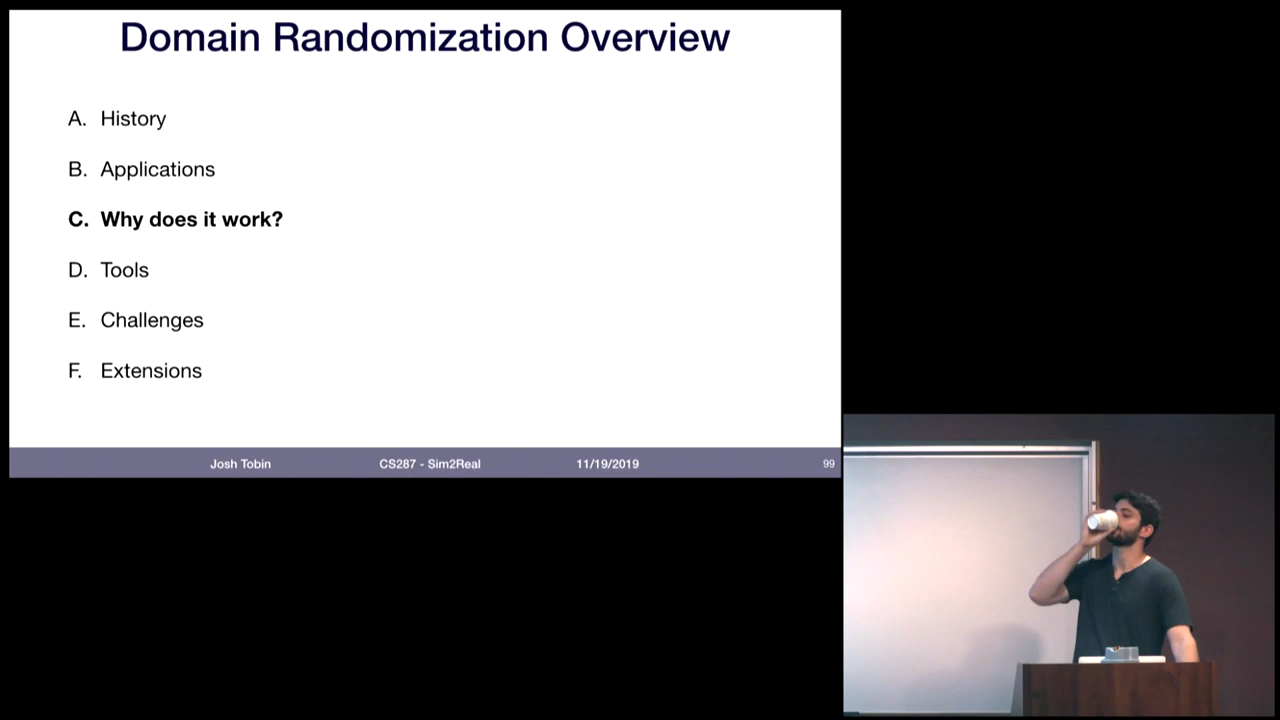 Domain Randomization Overview
A. History
B. Applications
C. Why does it work?
D. Tools
E. Challenges
F. Extensions
Josh Tobin CS287 - Sim2Real 11/19/2019 99